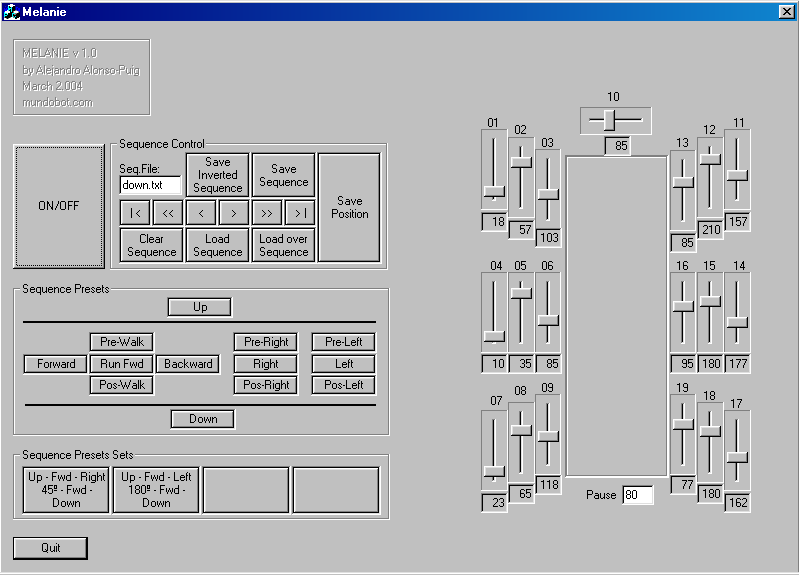 Melanie
MELANIE v 1.0
by Alejandro Alonso-Puig
March 2.004
mundobot.com
ON/OFF
Sequence Control
Seq.File:
down.txt
Save
Inverted
Sequence
Save
Sequence
Save
Position
|< << < > >> >|
Clear
Sequence
Load
Sequence
Load over
Sequence
Sequence Presets
Up
Pre-Walk Pre-Right Pre-Left
Forward Run Fwd Backward Right Left
Pos-Walk Pos-Right Pos-Left
Down
Sequence Presets Sets
Up - Fwd - Right
45º - Fwd -
Down
Up - Fwd - Left
180º - Fwd -
Down
Quit
10
85
01 02 03
18 57 103
13 12 11
85 210 157
04 05 06
10 35 85
16 15 14
95 180 177
07 08 09
23 65 118
19 18 17
77 180 162
Pause 80